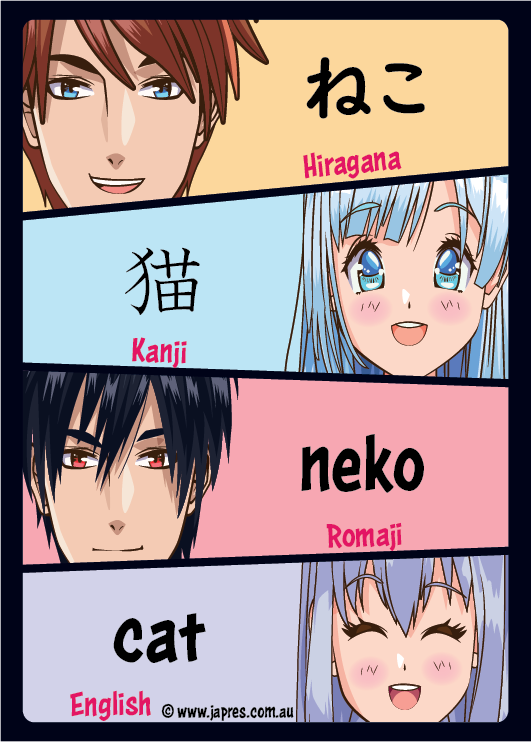 ねこ
Hiragana
猫
Kanji
neko
Romaji
cat
English
© www.japres.com.au